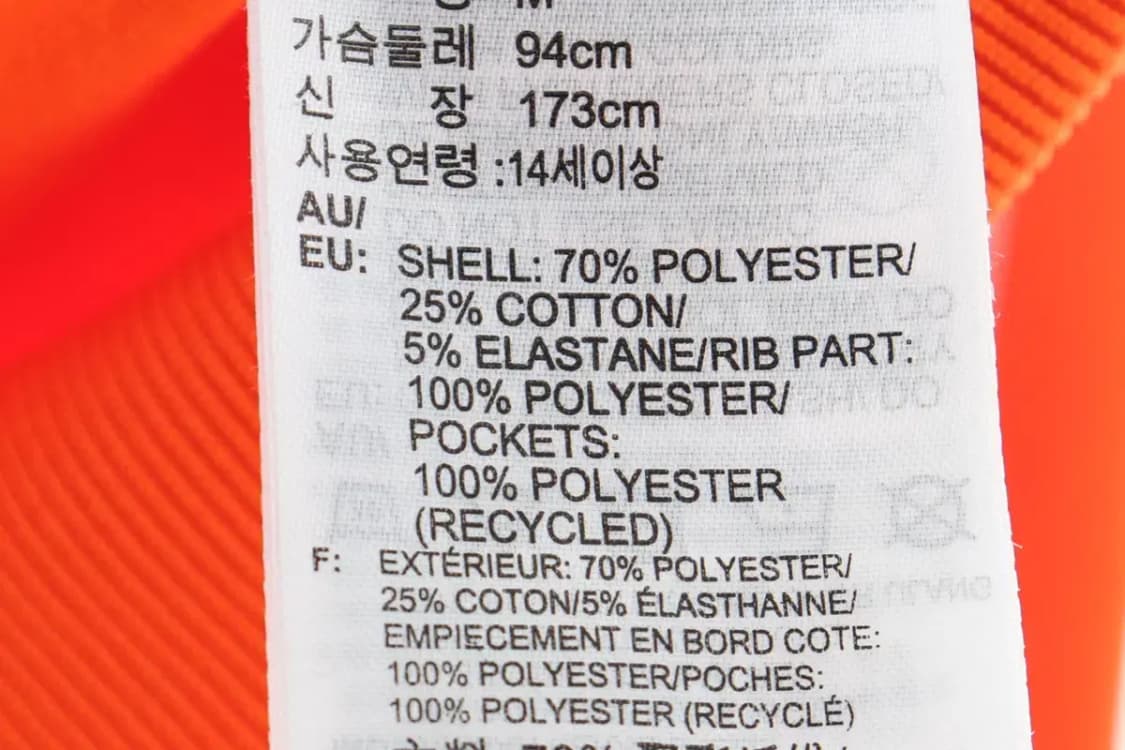 M
가슴둘레 94cm
신 장 173cm
사용연령 :14세이상
AU/
EU: SHELL: 70% POLYESTER/
25% COTTON/
5% ELASTANE/RIB PART:
100% POLYESTER/
POCKETS:
100% POLYESTER
(RECYCLED)
F: EXTÉRIEUR: 70% POLYESTER/
25% COTON/5% ÉLASTHANNE/
EMPIECEMENT EN BORD COTE:
100% POLYESTER/POCHES:
100% POLYESTER (RECYCLÉ)